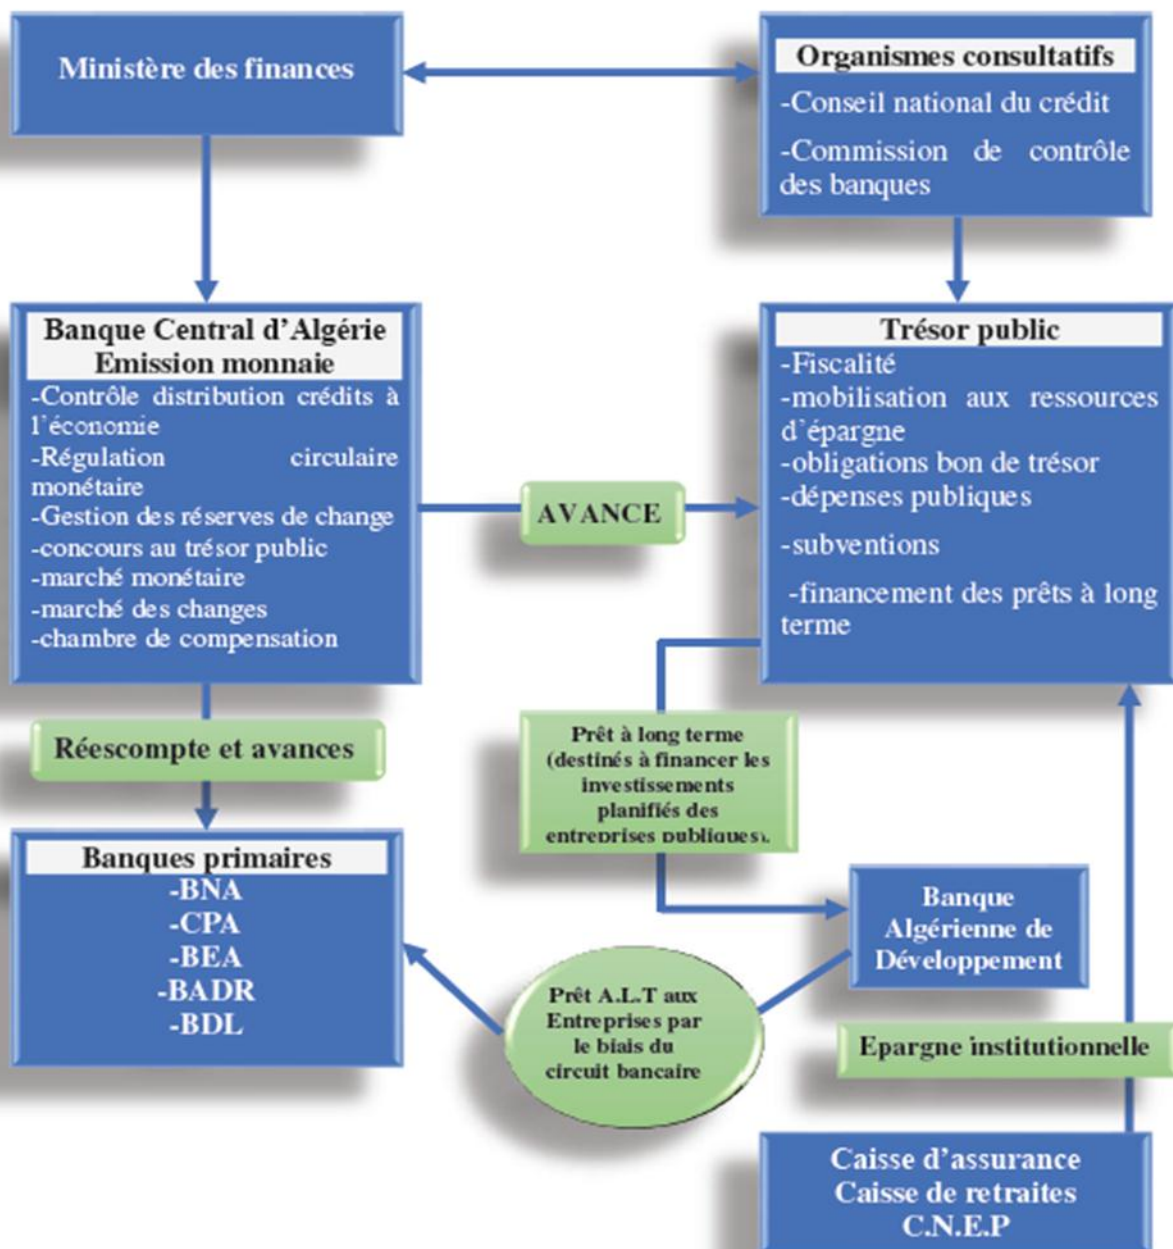 Ministère des finances
Organismes consultatifs
-Conseil national du crédit
-Commission de contrôle
des banques
Banque Central d'Algérie
Emission monnaie
-Contrôle distribution crédits à
l'économie
-Régulation circulaire
monétaire
-Gestion des réserves de change
-concours au trésor public
-marché monétaire
-marché des changes
-chambre de compensation
AVANCE
Trésor public
-Fiscalité
-mobilisation aux ressources
d'épargne
-obligations bon de trésor
-dépenses publiques
-subventions
-financement des prêts à long
terme
Réescompte et avances
Prêt à long terme
(destinés à financer les
investissements
planifiés des
entreprises publiques).
Banques primaires
-BNA
-CPA
-BEA
-BADR
-BDL
Banque
Algérienne de
Développement
Prêt A.L.T aux
Entreprises par
le biais du
circuit bancaire
Epargne institutionnelle
Caisse d'assurance
Caisse de retraites
C.N.E.P